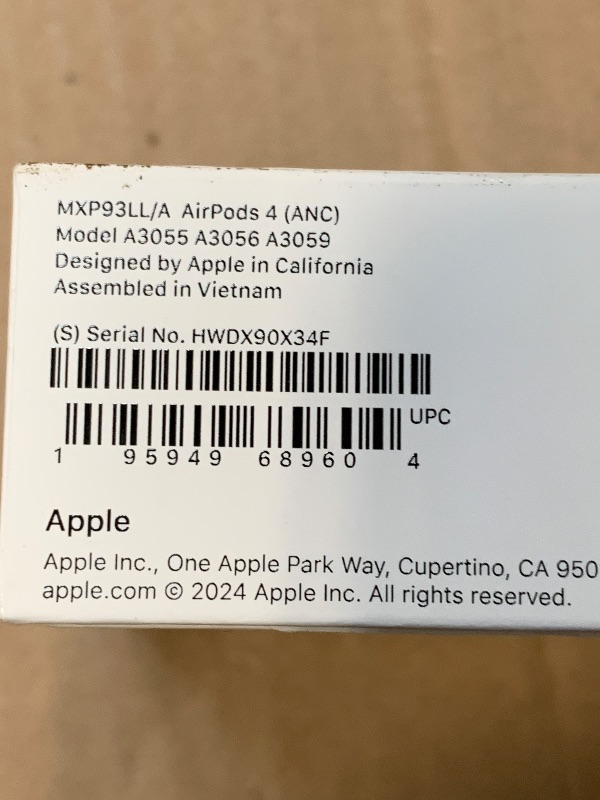 MXP93LL/A AirPods 4 (ANC)
Model A3055 A3056 A3059
Designed by Apple in California
Assembled in Vietnam
(S) Serial No. HWDX90X34F
UPC
1 95949 68960 4
Apple
Apple Inc., One Apple Park Way, Cupertino, CA 950
apple.com © 2024 Apple Inc. All rights reserved.